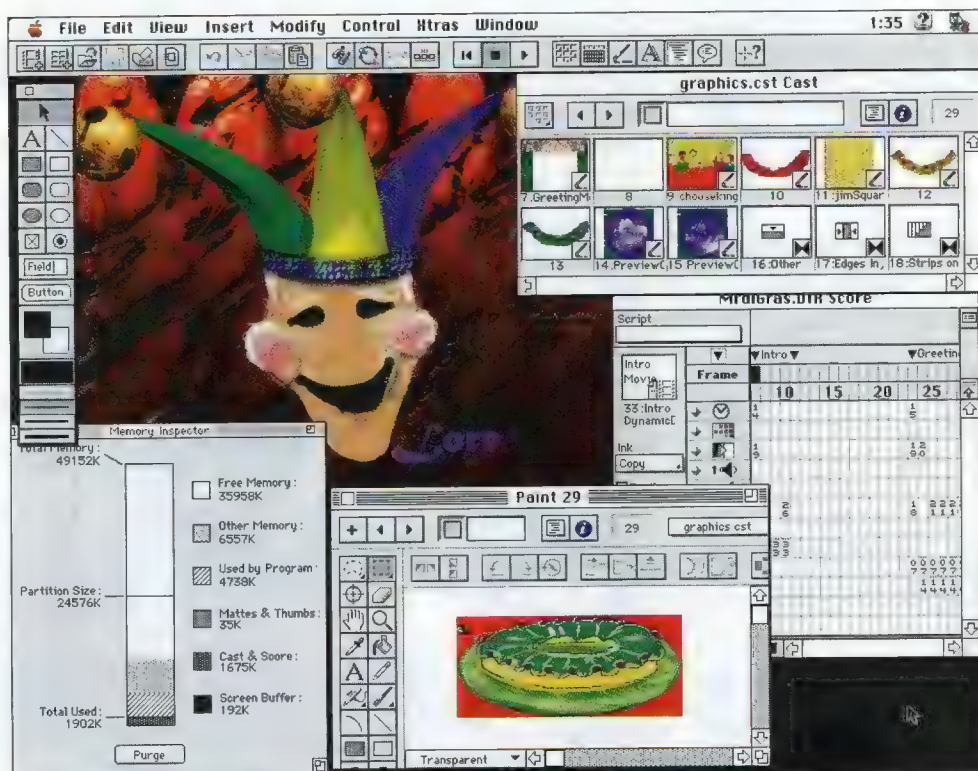 File Edit View Insert Modify Control Xtras Window 1:35
graphics.cst Cast
29
7:GreetingM
8
9 chooseking
10
11:jimSquar
12
13
14.Preview(
15 Preview(
16:Other
17:Edges In,
18:Strips on
Field
Button
MrdiGras.DIR Score
Script
Intro Movie
33:Intro
DynamicE
Ink
Copy
Intro
Greetin
Frame
10 15 20 25
Memory Inspector
Total Memory:
49152K
Partition Size:
24576K
Total Used:
1902K
Free Memory:
35958K
Other Memory:
6557K
Used by Program:
4738K
Mattes & Thumbs:
35K
Cast & Score:
1675K
Screen Buffer:
192K
Purge
Paint 29
29
graphics cst
Transparent